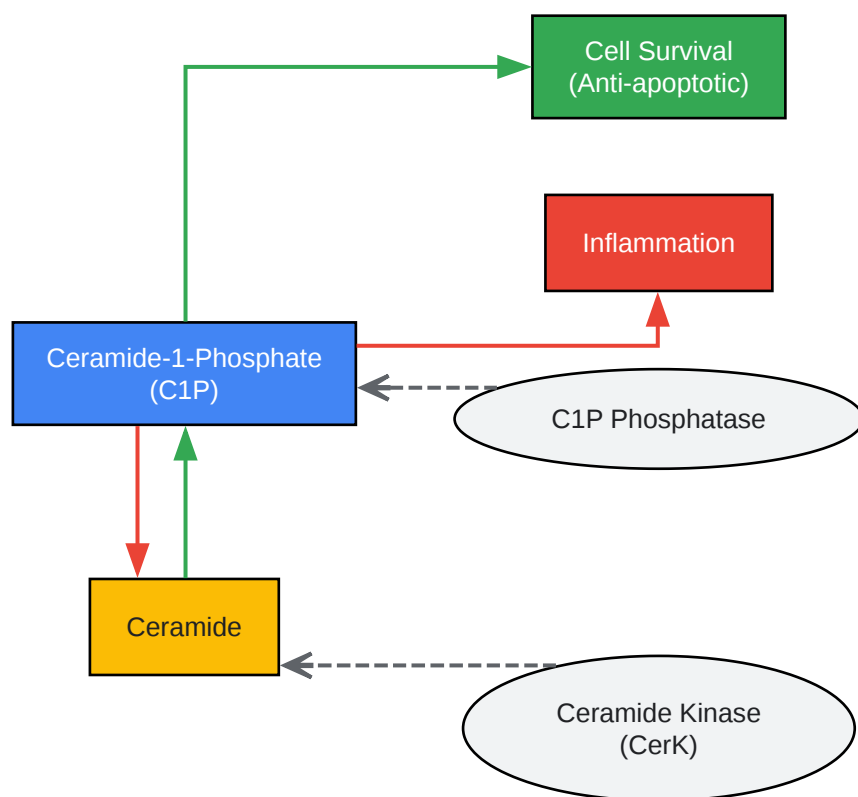 Cell Survival
(Anti-apoptotic)
Inflammation
Ceramide-1-Phosphate
(C1P)
C1P Phosphatase
Ceramide
Ceramide Kinase
(CerK)